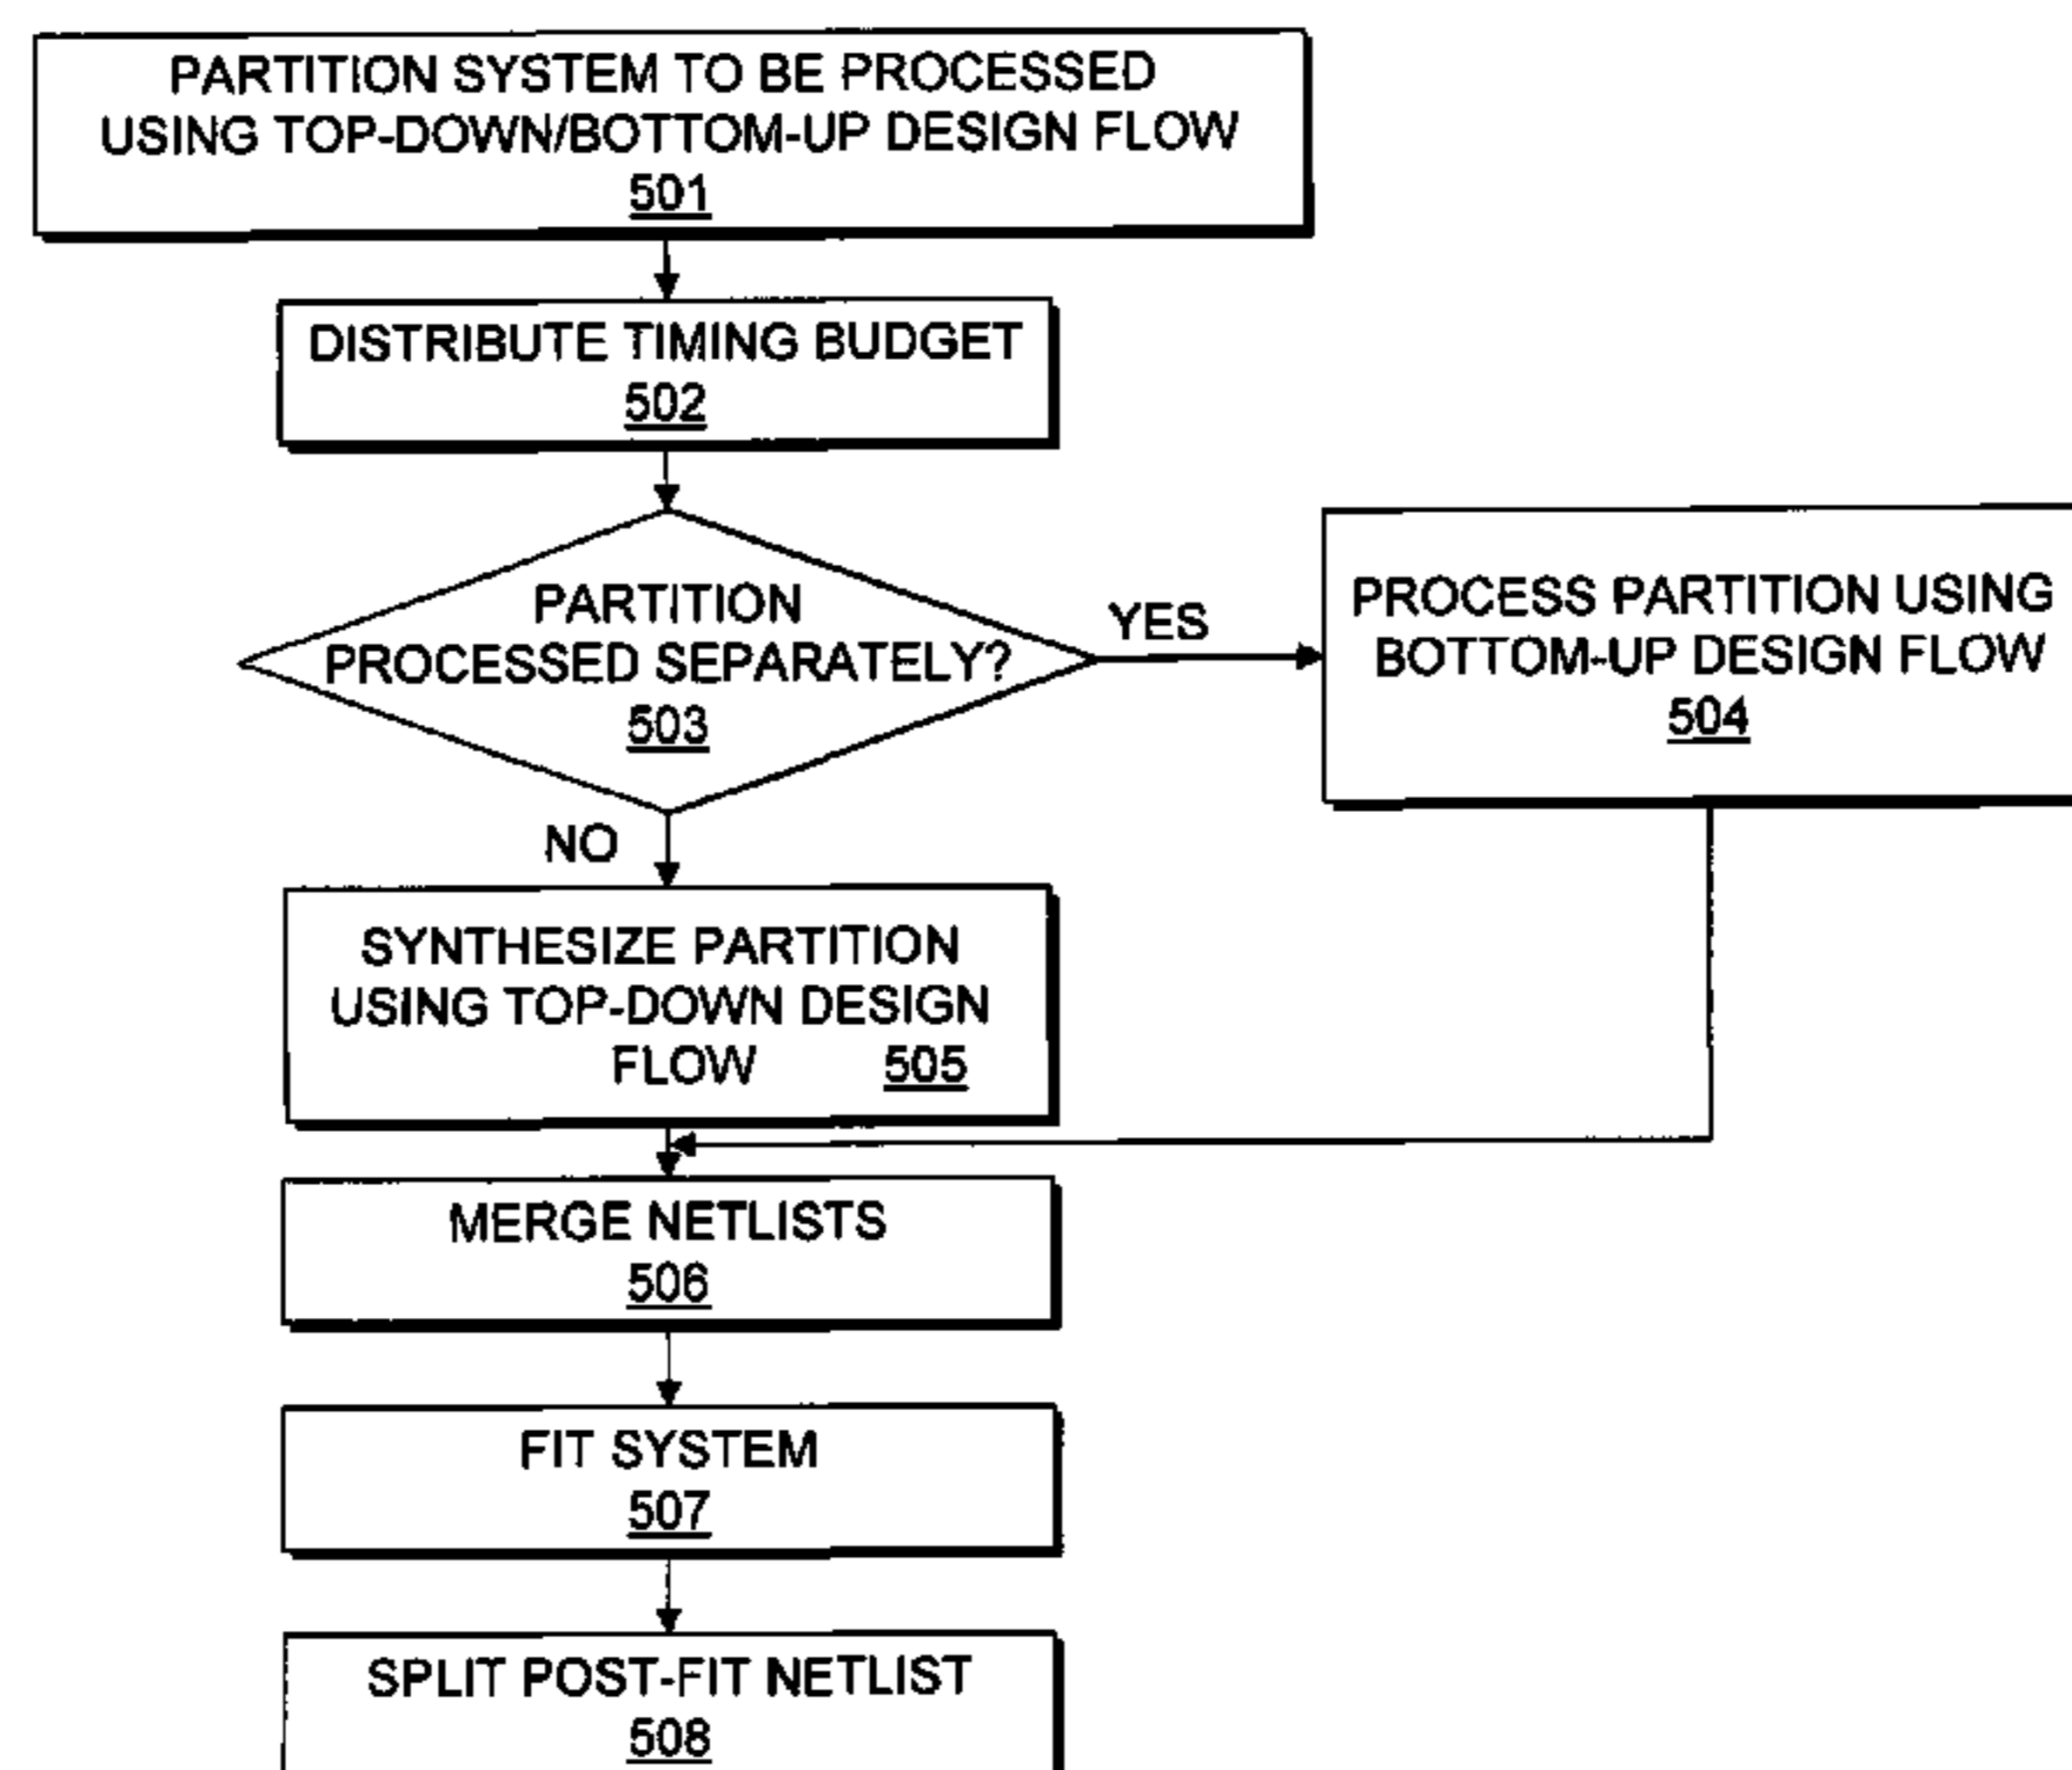 PARTITION SYSTEM TO BE PROCESSED
USING TOP-DOWN/BOTTOM-UP DESIGN FLOW
501
DISTRIBUTE TIMING BUDGET
502
PARTITION
PROCESSED SEPARATELY?
503
YES
PROCESS PARTITION USING
BOTTOM-UP DESIGN FLOW
504
NO
SYNTHESIZE PARTITION
USING TOP-DOWN DESIGN
FLOW 505
MERGE NETLISTS
506
FIT SYSTEM
507
SPLIT POST-FIT NETLIST
508